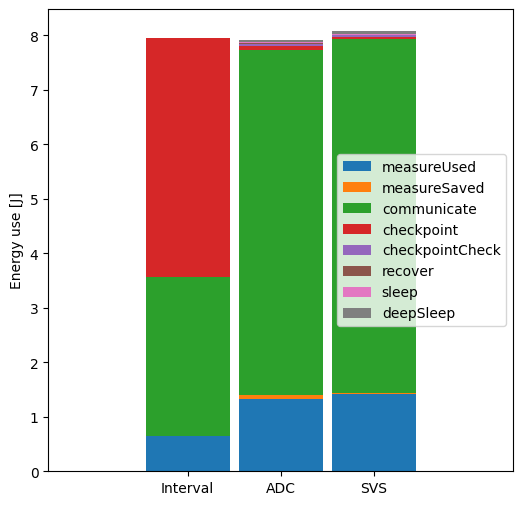 Energy use [J]
8
7
6
5
4
3
2
1
0
measureUsed
measureSaved
communicate
checkpoint
checkpointCheck
recover
sleep
deepSleep
Interval ADC SVS